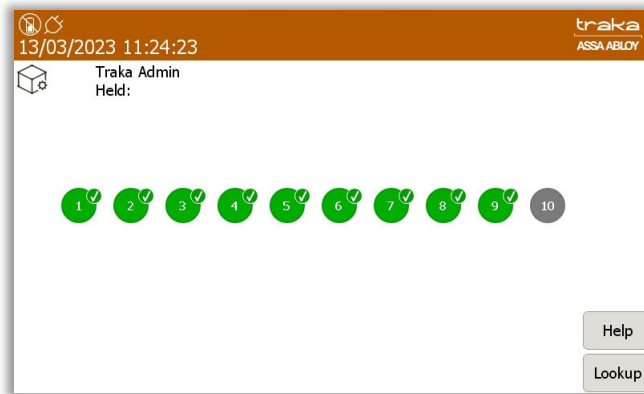 traka
13/03/2023 11:24:23
ASSA ABLOY
Traka Admin
Held:
1 2 3 4 5 6 7 8 9 10
Help
Lookup